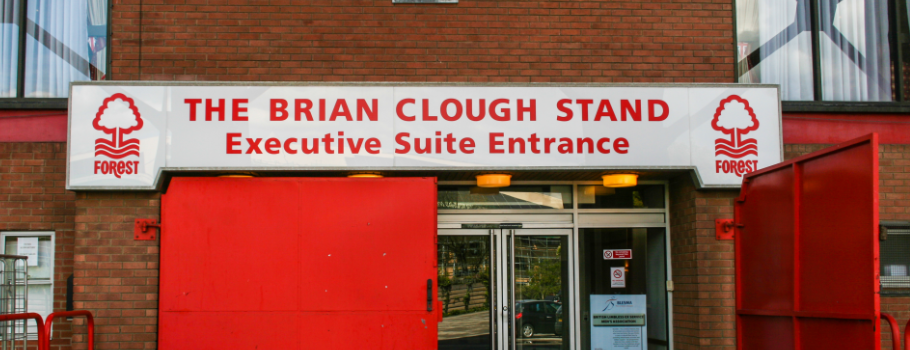 THE BRIAN CLOUGH STAND
Executive Suite Entrance
FOREST
FOREST